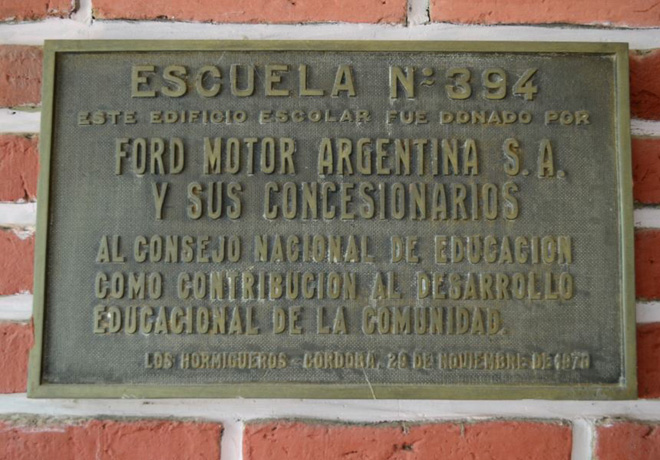 ESCUELA Nº 394
ESTE EDIFICIO ESCOLAR FUE DONADO POR
FORD MOTOR ARGENTINA S.A.
Y SUS CONCESIONARIOS
AL CONSEJO NACIONAL DE EDUCACION
COMO CONTRIBUCION AL DESARROLLO
EDUCACIONAL DE LA COMUNIDAD.
LOS HORMIGUEROS - CORDOBA, DE NOVIEMBRE DE